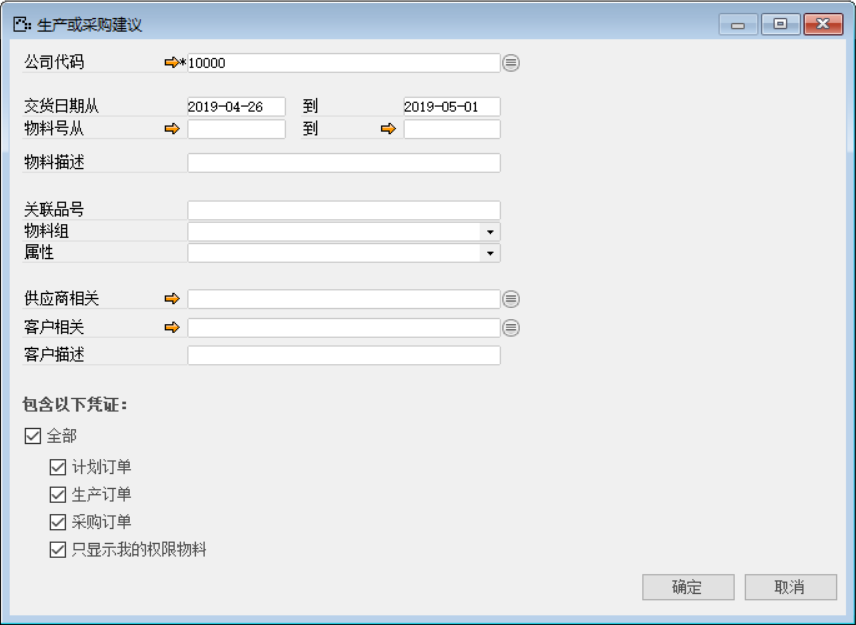 生产或采购建议
公司代码 *10000
交货日期从 2019-04-26 到 2019-05-01
物料号从 到
物料描述
关联品号
物料组
属性
供应商相关
客户相关
客户描述
包含以下凭证：
全部
计划订单
生产订单
采购订单
只显示我的权限物料
确定 取消